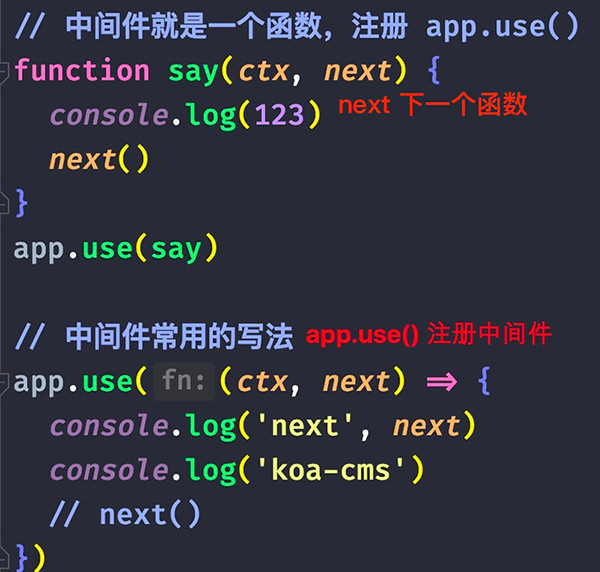 // 中间件就是一个函数，注册 app.use()
function say(ctx, next) {
console.log(123) next 下一个函数
next()
}
app.use(say)
// 中间件常用的写法 app.use() 注册中间件
app.use( fn: (ctx, next) => {
console.log('next', next)
console.log('koa-cms')
// next()
})